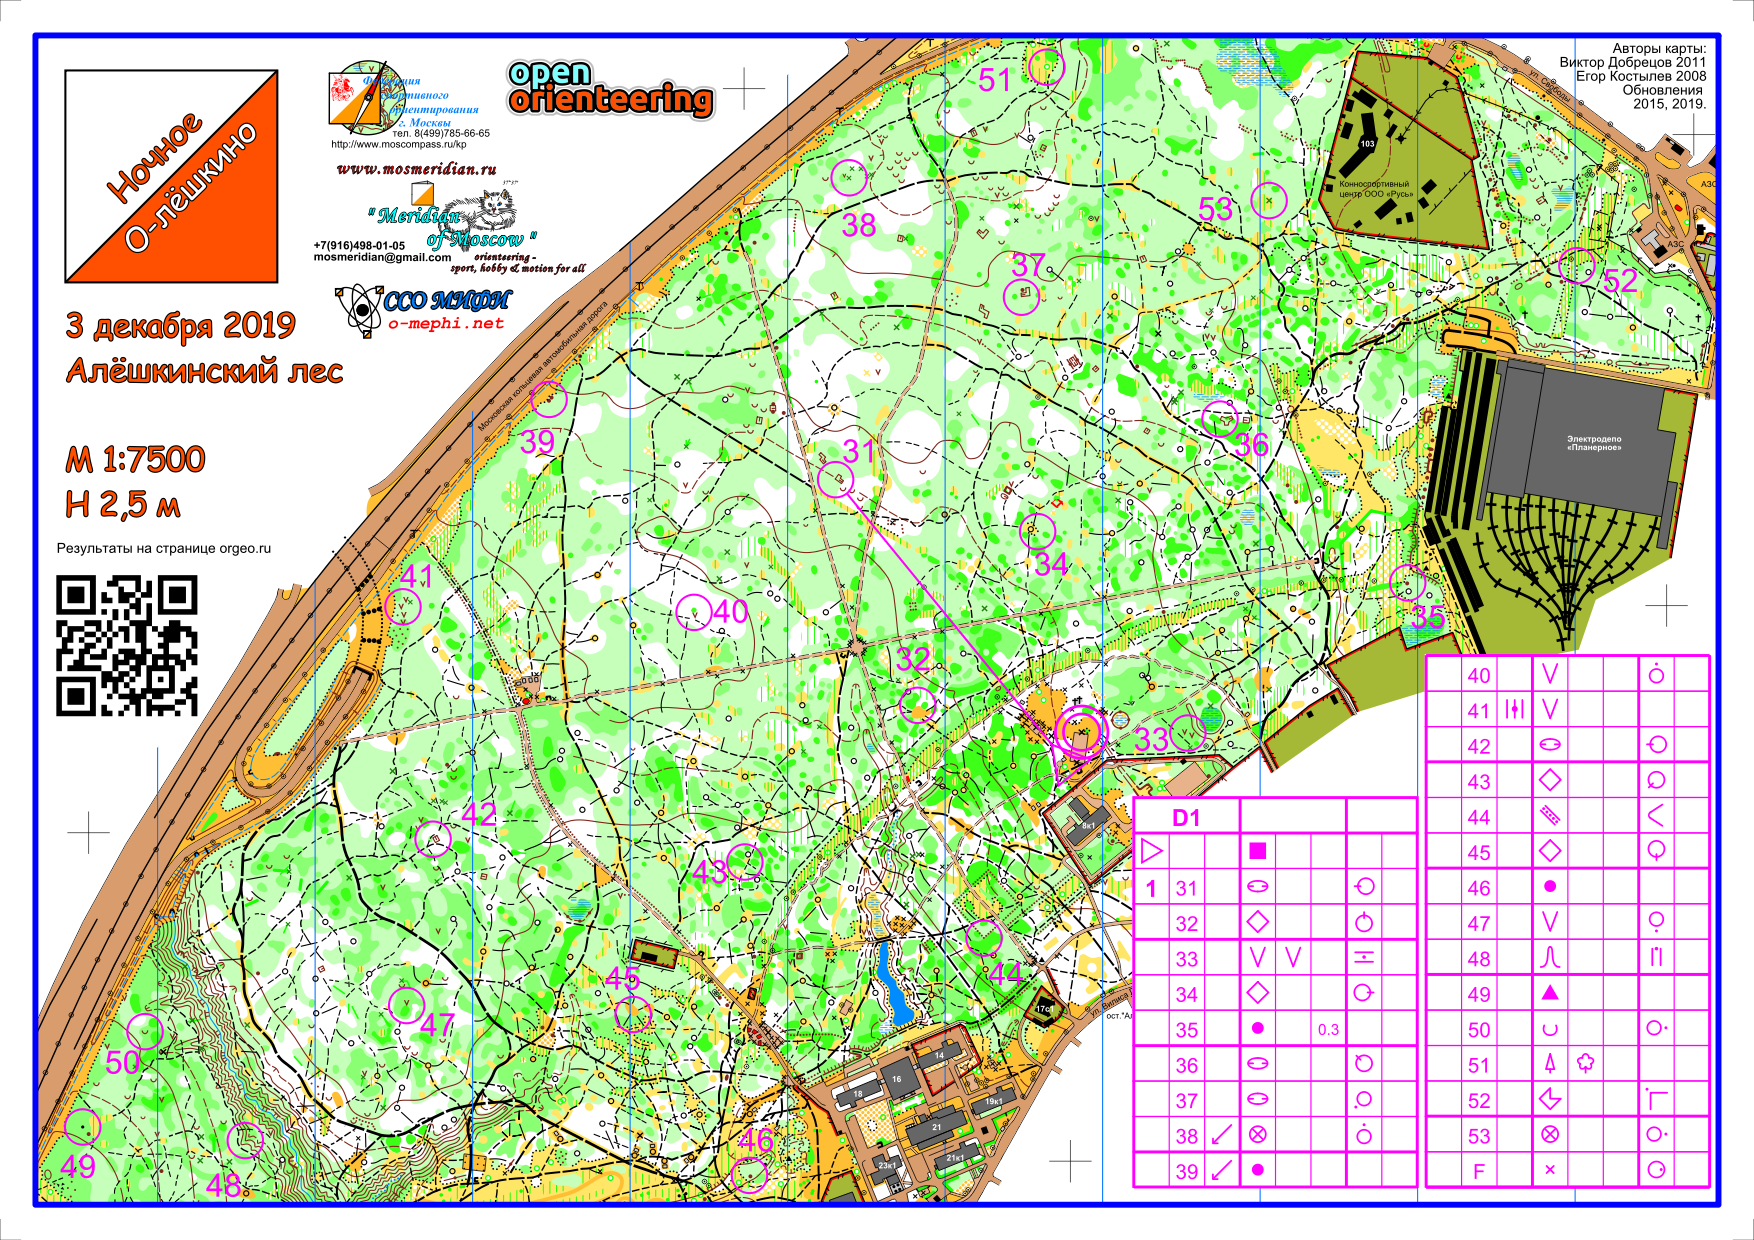 Ночное
О-лёшкино
3 декабря 2019
Алёшкинский лес
М 1:7500
Н 2,5 м
Результаты на странице orgeo.ru
Федерация
спортивного
ориентирования
г. Москвы
тел. 8(499)785-66-65
http://www.moscompass.ru/kp
www.mosmeridian.ru
"Meridian
of Moscow"
+7(916)498-01-05
mosmeridian@gmail.com
orienteering -
sport, hobby & motion for all
ССО МИФИ
o-mephi.net
open
orienteering
Авторы карты:
Виктор Добрецов 2011
Егор Костылев 2008
Обновления
2015, 2019.
ул. Свободы
Московская кольцевая автомобильная дорога
103
Конноспортивный
центр ООО «Русь»
АЗС
АЗС
Электродепо
«Планерное»
51
38
53
37
52
39
31
36
34
41
40
35
32
33
42
43
44
45
47
50
49
48
46
8к1
17с1
14
16
18
19к1
21
21к1
23к1
D1
1 31
32
33
34
35 0.3
36
37
38
39
40
41
42
43
44
45
46
47
48
49
50
51
52
53
F